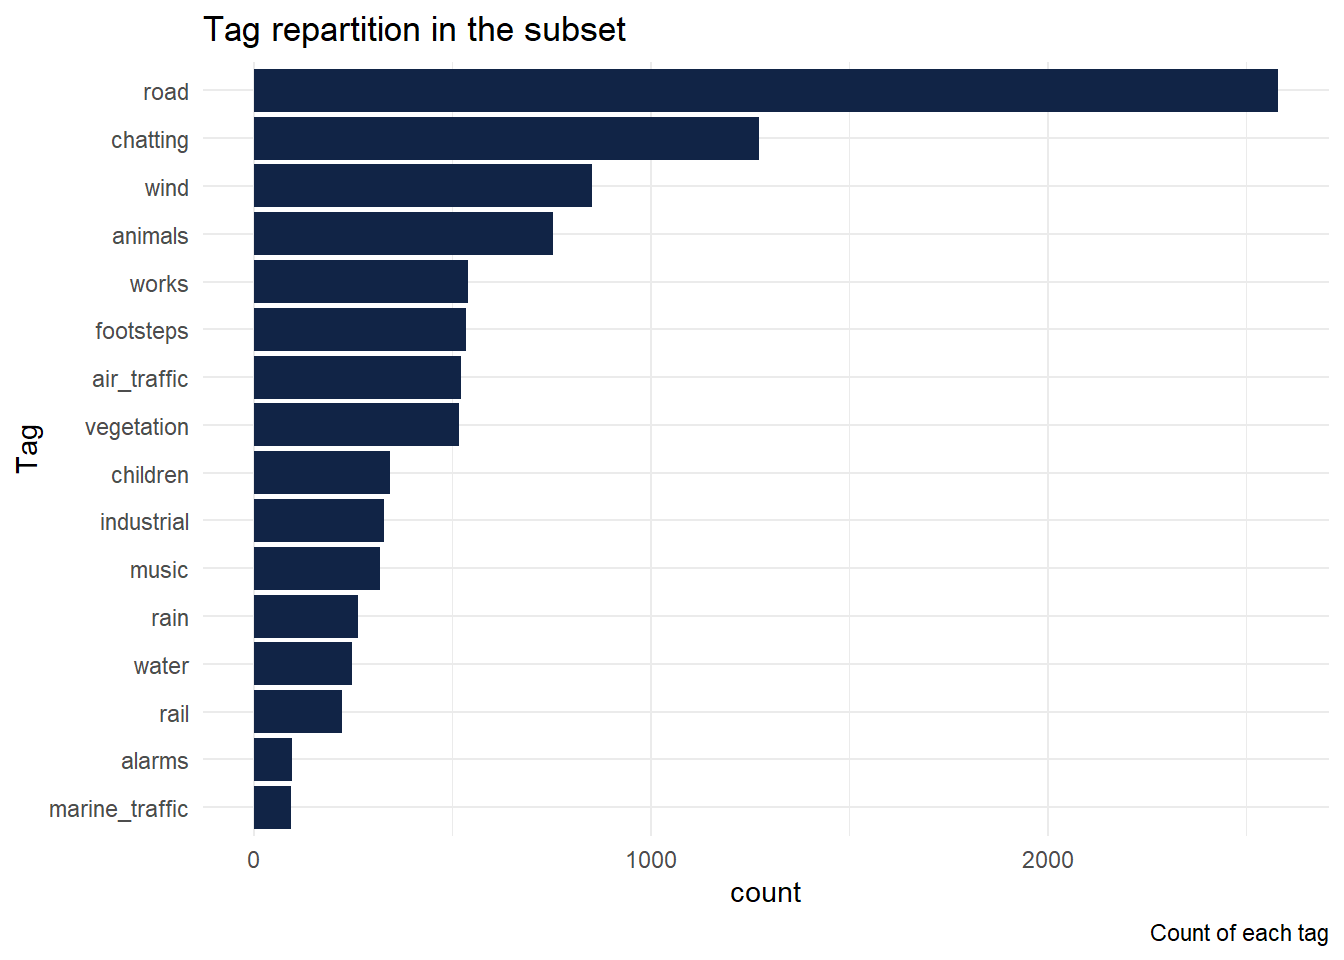 Tag repartition in the subset
Tag
road
chatting
wind
animals
works
footsteps
air_traffic
vegetation
children
industrial
music
rain
water
rail
alarms
marine_traffic
0 1000 2000
count
Count of each tag